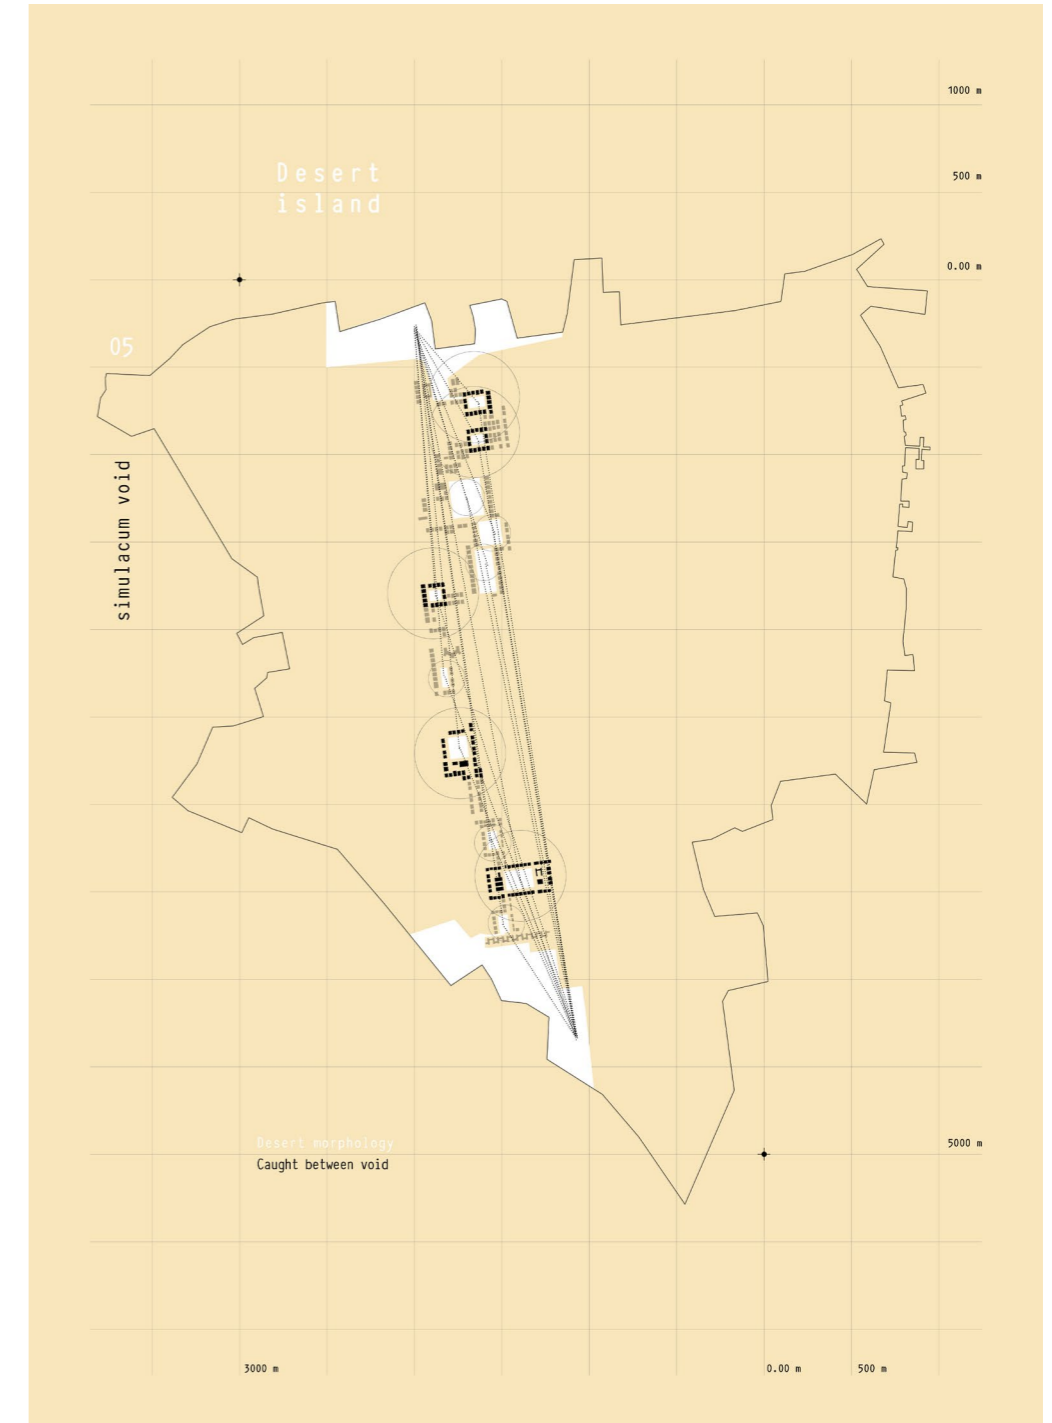 1000 m
Desert
500 m
island
0.00 m
05
simulacum void
Desert morphology
5000 m
Caught between void
3000 m
0.00 m
500 m